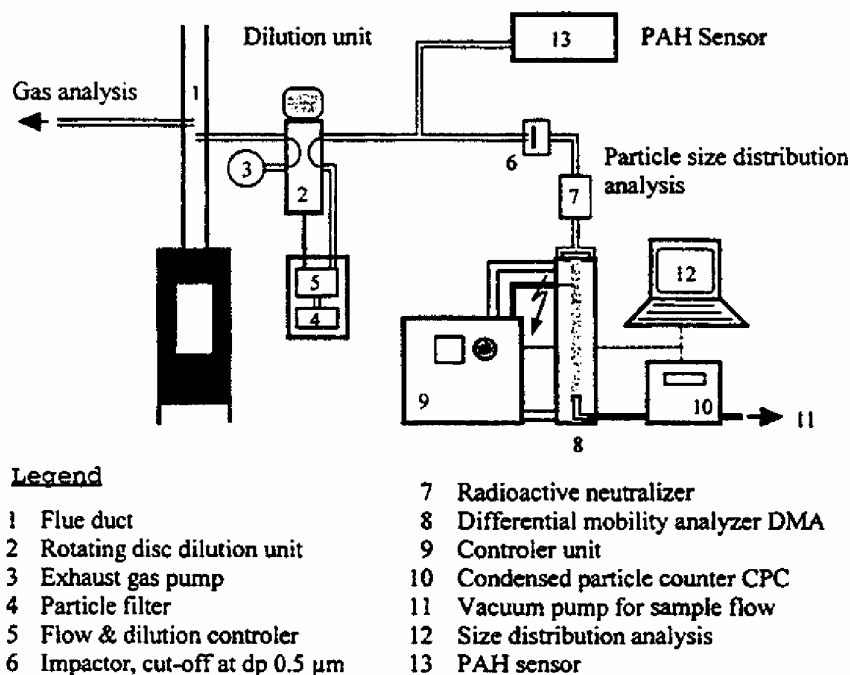 Dilution unit
13
PAH Sensor
Gas analysis
1
3
2
6
Particle size distribution
analysis
7
5
4
12
9
10
11
8
Legend
1 Flue duct
2 Rotating disc dilution unit
3 Exhaust gas pump
4 Particle filter
5 Flow & dilution controler
6 Impactor, cut-off at dp 0.5 µm
7 Radioactive neutralizer
8 Differential mobility analyzer DMA
9 Controler unit
10 Condensed particle counter CPC
11 Vacuum pump for sample flow
12 Size distribution analysis
13 PAH sensor